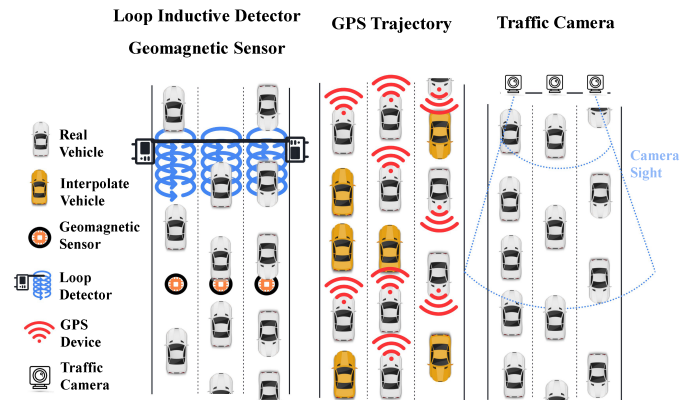 Loop Inductive Detector
Geomagnetic Sensor
GPS Trajectory
Traffic Camera
Real
Vehicle
Interpolate
Vehicle
Geomagnetic
Sensor
Loop
Detector
GPS
Device
Traffic
Camera
Camera
Sight